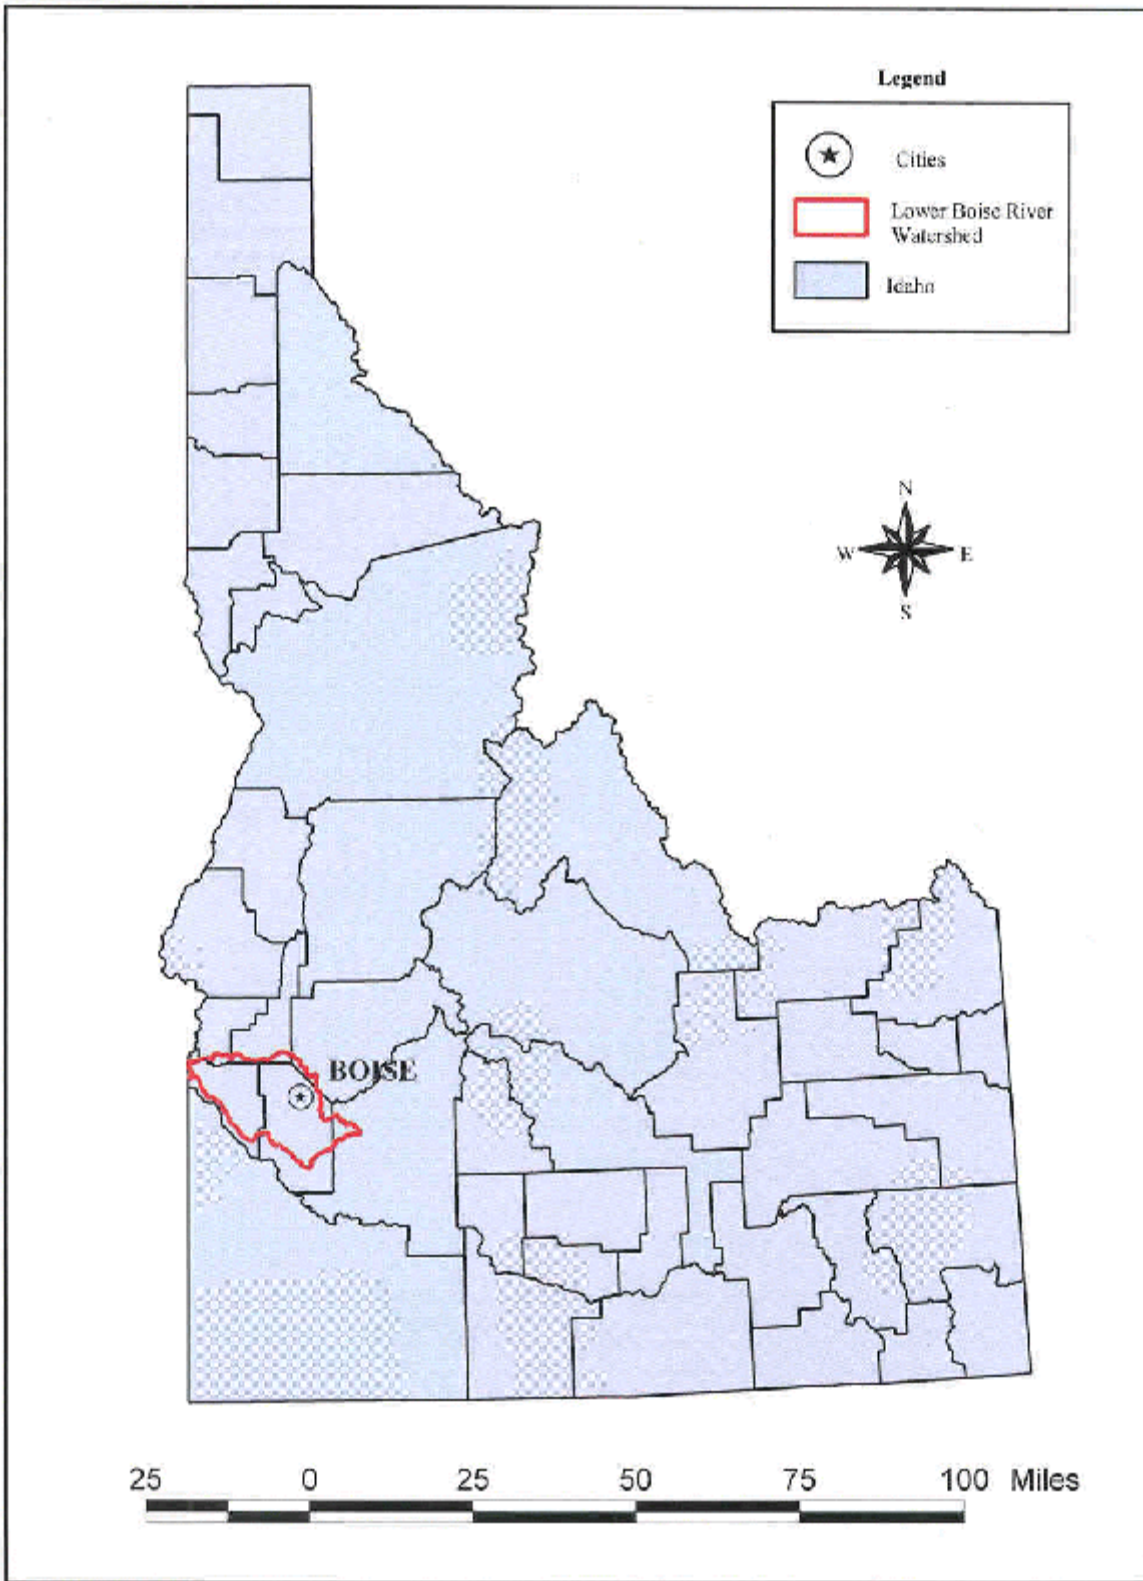 Legend
Cities
Lower Boise River
Watershed
Idaho
N
W E
S
BOISE
25 0 25 50 75 100 Miles